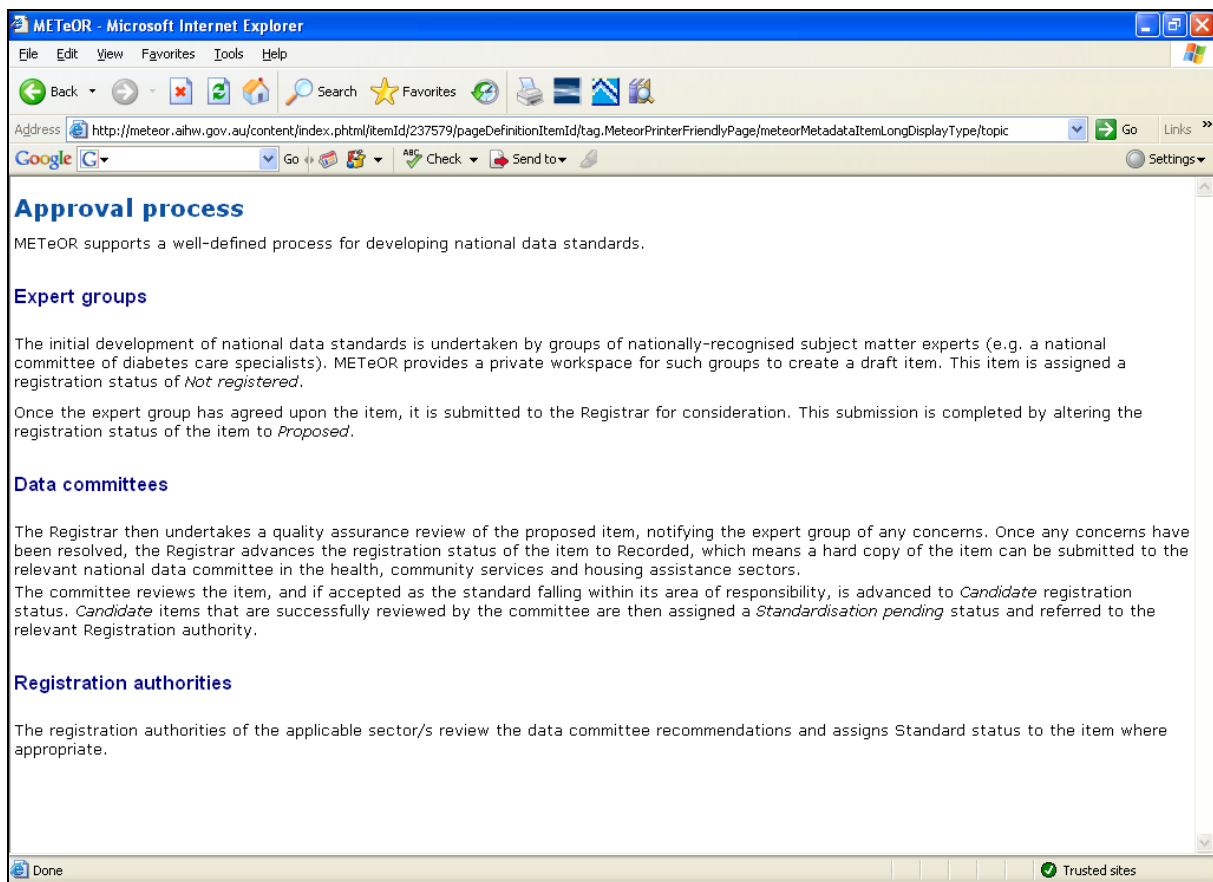 METeOR - Microsoft Internet Explorer
File Edit View Favorites Tools Help
Back Search Favorites
Address http://meteor.aihw.gov.au/content/index.phtml/itemId/237579/pageDefinitionItemId/tag.MeteorPrinterFriendlyPage/meteorMetadataItemLongDisplayType/topic Go Links »
Google G Go ABC Check Send to Settings
Approval process
METeOR supports a well-defined process for developing national data standards.
Expert groups
The initial development of national data standards is undertaken by groups of nationally-recognised subject matter experts (e.g. a national
committee of diabetes care specialists). METeOR provides a private workspace for such groups to create a draft item. This item is assigned a
registration status of Not registered.
Once the expert group has agreed upon the item, it is submitted to the Registrar for consideration. This submission is completed by altering the
registration status of the item to Proposed.
Data committees
The Registrar then undertakes a quality assurance review of the proposed item, notifying the expert group of any concerns. Once any concerns have
been resolved, the Registrar advances the registration status of the item to Recorded, which means a hard copy of the item can be submitted to the
relevant national data committee in the health, community services and housing assistance sectors.
The committee reviews the item, and if accepted as the standard falling within its area of responsibility, is advanced to Candidate registration
status. Candidate items that are successfully reviewed by the committee are then assigned a Standardisation pending status and referred to the
relevant Registration authority.
Registration authorities
The registration authorities of the applicable sector/s review the data committee recommendations and assigns Standard status to the item where
appropriate.
Done Trusted sites